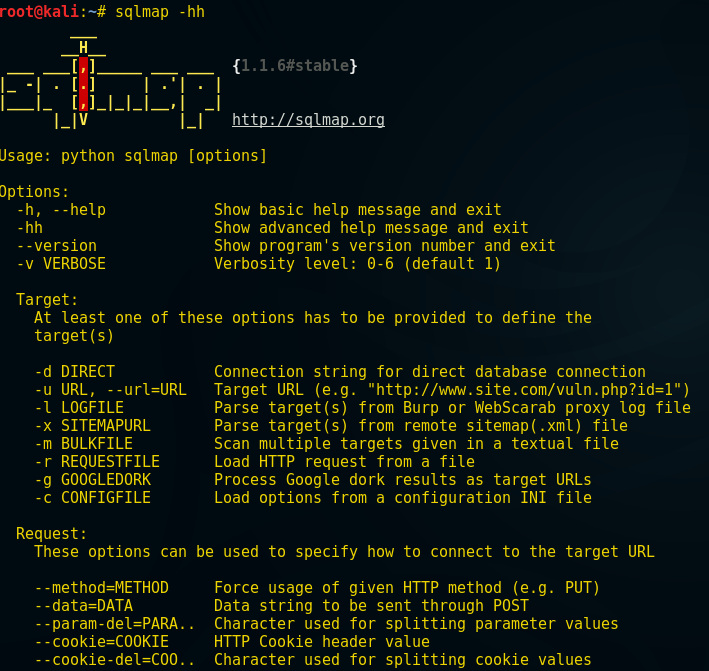 root@kali:~# sqlmap -hh
        ___
       __H__
 ___ ___[,]_____ ___ ___  {1.1.6#stable}
|_ -| . [.]     | .'| . |
|___|_  [,]_|_|_|__,|  _|
      |_|V          |_|   http://sqlmap.org
Usage: python sqlmap [options]
Options:
  -h, --help            Show basic help message and exit
  -hh                   Show advanced help message and exit
  --version             Show program's version number and exit
  -v VERBOSE            Verbosity level: 0-6 (default 1)
  Target:
    At least one of these options has to be provided to define the
    target(s)
    -d DIRECT           Connection string for direct database connection
    -u URL, --url=URL   Target URL (e.g. "http://www.site.com/vuln.php?id=1")
    -l LOGFILE          Parse target(s) from Burp or WebScarab proxy log file
    -x SITEMAPURL       Parse target(s) from remote sitemap(.xml) file
    -m BULKFILE         Scan multiple targets given in a textual file
    -r REQUESTFILE      Load HTTP request from a file
    -g GOOGLEDORK       Process Google dork results as target URLs
    -c CONFIGFILE       Load options from a configuration INI file
  Request:
    These options can be used to specify how to connect to the target URL
    --method=METHOD     Force usage of given HTTP method (e.g. PUT)
    --data=DATA         Data string to be sent through POST
    --param-del=PARA..  Character used for splitting parameter values
    --cookie=COOKIE     HTTP Cookie header value
    --cookie-del=COO..  Character used for splitting cookie values